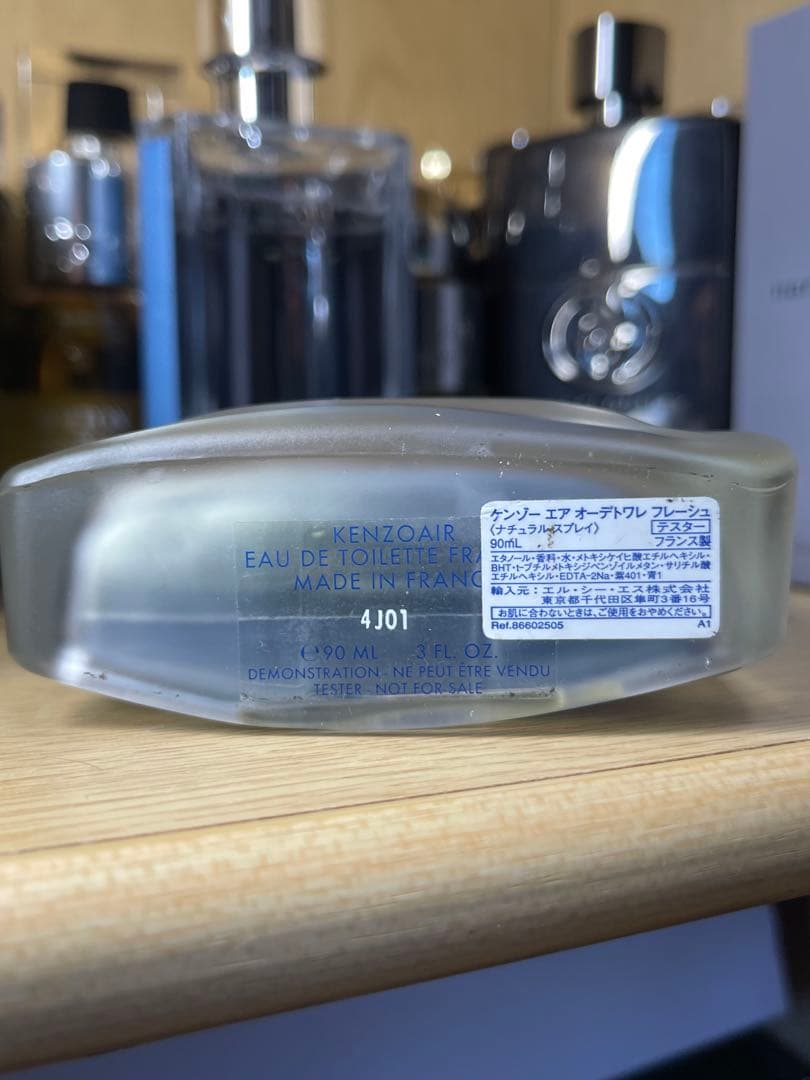 KENZOAIR
EAU DE TOILETTE FRA
MADE IN FRANC
4J01
℮90 ML 3 FL. OZ.
DEMONSTRATION - NE PEUT ÊTRE VENDU
TESTER - NOT FOR SALE
ケンゾー エア オーデトワレ フレーシュ
〈ナチュラルスプレイ〉 テスター
90mL フランス製
エタノール・香料・水・メトキシケイヒ酸エチルヘキシル・
BHT・t-ブチルメトキシジベンゾイルメタン・サリチル酸
エチルヘキシル・EDTA-2Na・紫401・青1
輸入元：エル・シー・エス株式会社
東京都千代田区隼町3番16号
お肌に合わないときは、ご使用をおやめください。
Ref.86602505 A1